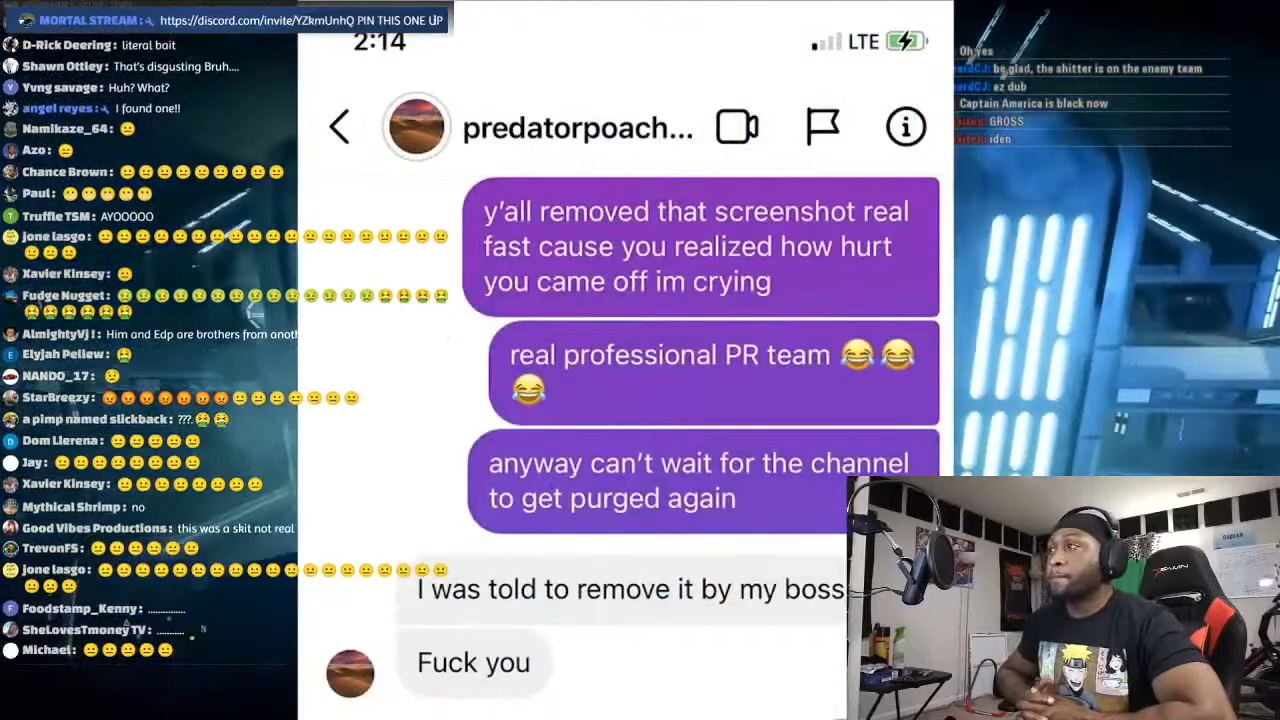 MORTAL STREAM: https://discord.com/invite/YZkmUnhQ PIN THIS ONE UP
D-Rick Deering: literal bait
Shawn Ottley: That's disgusting Bruh....
Yvng savage: Huh? What?
angel reyes: I found one!!
Namikaze_64: 😐
Azo: 😑
Chance Brown: 😐😐😐😐😐😐😐😐😐😐😐
Paul: 😬😬😬😬😬
Truffle TSM: AYOOOOO
jone lasgo: 😐😐😐😐😐😐😐😐😐😐😐😐😐😐😐😐😐😐😐
😐😐😐
Xavier Kinsey: 😐
Fudge Nugget: 🤢🤢🤢🤢🤢🤢🤢🤢🤢🤢🤢🤢🤢🤢🤮🤮🤮🤮
🤮🤮🤮🤮🤮🤮
AlmightyVj!: Him and Edp are brothers from anoth
Elyjah Pellew: 🤮
NANDO_17: 😟
StarBreezy: 😡😡😡😡😡😡😡😐😐😐😐😐😐😐
a pimp named slickback: ???.🤮🤮
Dom Llerena: 😐😐😐😐😐
Jay: 😐😐😐😐😐😐😐😐
Xavier Kinsey: 😐😐😐😐😐😐😐😐😐
Mythical Shrimp: no
Good Vibes Productions: this was a skit not real
TrevonFS: 😐😐😐😐😐😐
jone lasgo: 😐😐😐😐😐😐😐😐😐😐😐😐😐😐😐😐😐😐😐
😐😐😐
Foodstamp_Kenny: ..............
SheLovesTmoney TV: ..........
Michael: 😐😐😐😐😐
2:14
LTE
predatorpoach...
y'all removed that screenshot real
fast cause you realized how hurt
you came off im crying
real professional PR team 😂😂
😂
anyway can't wait for the channel
to get purged again
I was told to remove it by my boss
Fuck you
: Oh yes
ardCJ: be glad, the shitter is on the enemy team
ardCJ: ez dub
Captain America is black now
GROSS
iden